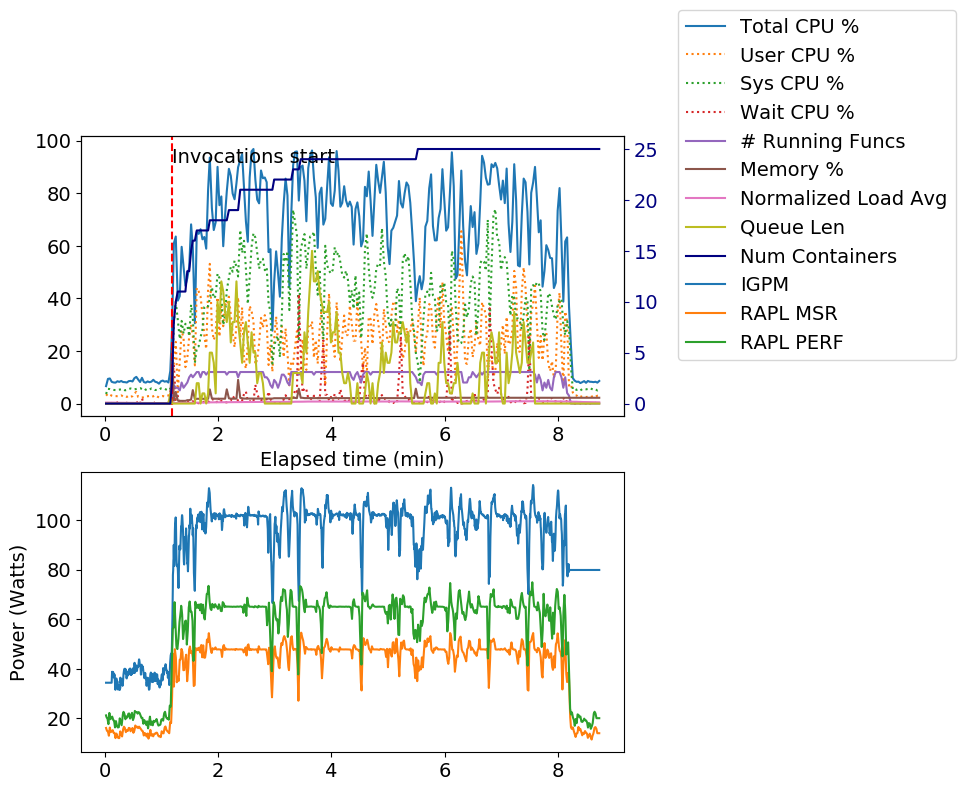 Total CPU %
User CPU %
Sys CPU %
Wait CPU %
# Running Funcs
Memory %
Normalized Load Avg
Queue Len
Num Containers
IGPM
RAPL MSR
RAPL PERF
100
80
60
40
20
0
Invocations start
25
20
15
10
5
0
0 2 4 6 8
Elapsed time (min)
Power (Watts)
100
80
60
40
20
0 2 4 6 8